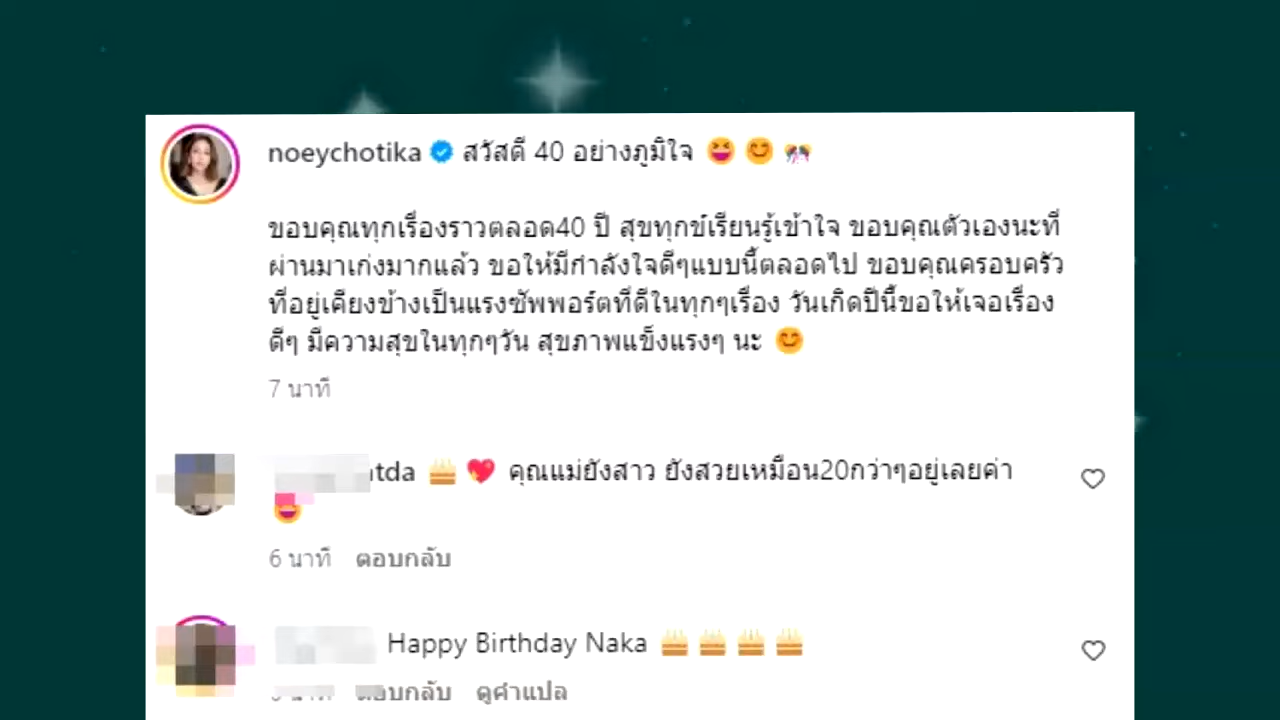 noeychotika สวัสดี 40 อย่างภูมิใจ 😆 😊 🎊
ขอบคุณทุกเรื่องราวตลอด40 ปี สุขทุกข์เรียนรู้เข้าใจ ขอบคุณตัวเองนะที่
ผ่านมาเก่งมากแล้ว ขอให้มีกำลังใจดีๆแบบนี้ตลอดไป ขอบคุณครอบครัว
ที่อยู่เคียงข้างเป็นแรงซัพพอร์ตที่ดีในทุกๆเรื่อง วันเกิดปีนี้ขอให้เจอเรื่อง
ดีๆ มีความสุขในทุกๆวัน สุขภาพแข็งแรงๆ นะ 😊
7 นาที
ntda 🎂 💖 คุณแม่ยังสาว ยังสวยเหมือน20กว่าๆอยู่เลยค่า
6 นาที ตอบกลับ
Happy Birthday Naka 🎂 🎂 🎂 🎂
ตอบกลับ ดูคำแปล